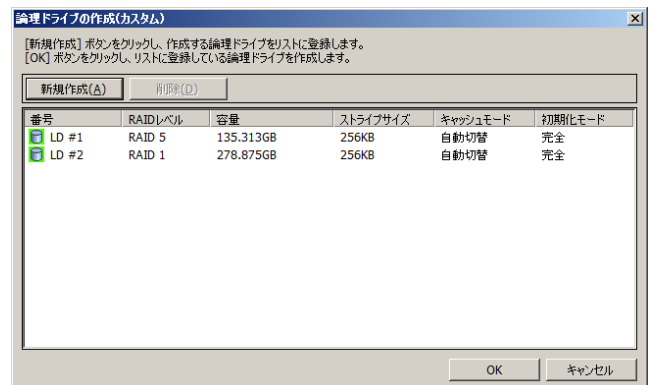 論理ドライブの作成(カスタム)
[新規作成] ボタンをクリックし、作成する論理ドライブをリストに登録します。
[OK] ボタンをクリックし、リストに登録している論理ドライブを作成します。
新規作成(A) 削除(D)
番号 RAIDレベル 容量 ストライプサイズ キャッシュモード 初期化モード
LD #1 RAID 5 135.313GB 256KB 自動切替 完全
LD #2 RAID 1 278.875GB 256KB 自動切替 完全
OK キャンセル